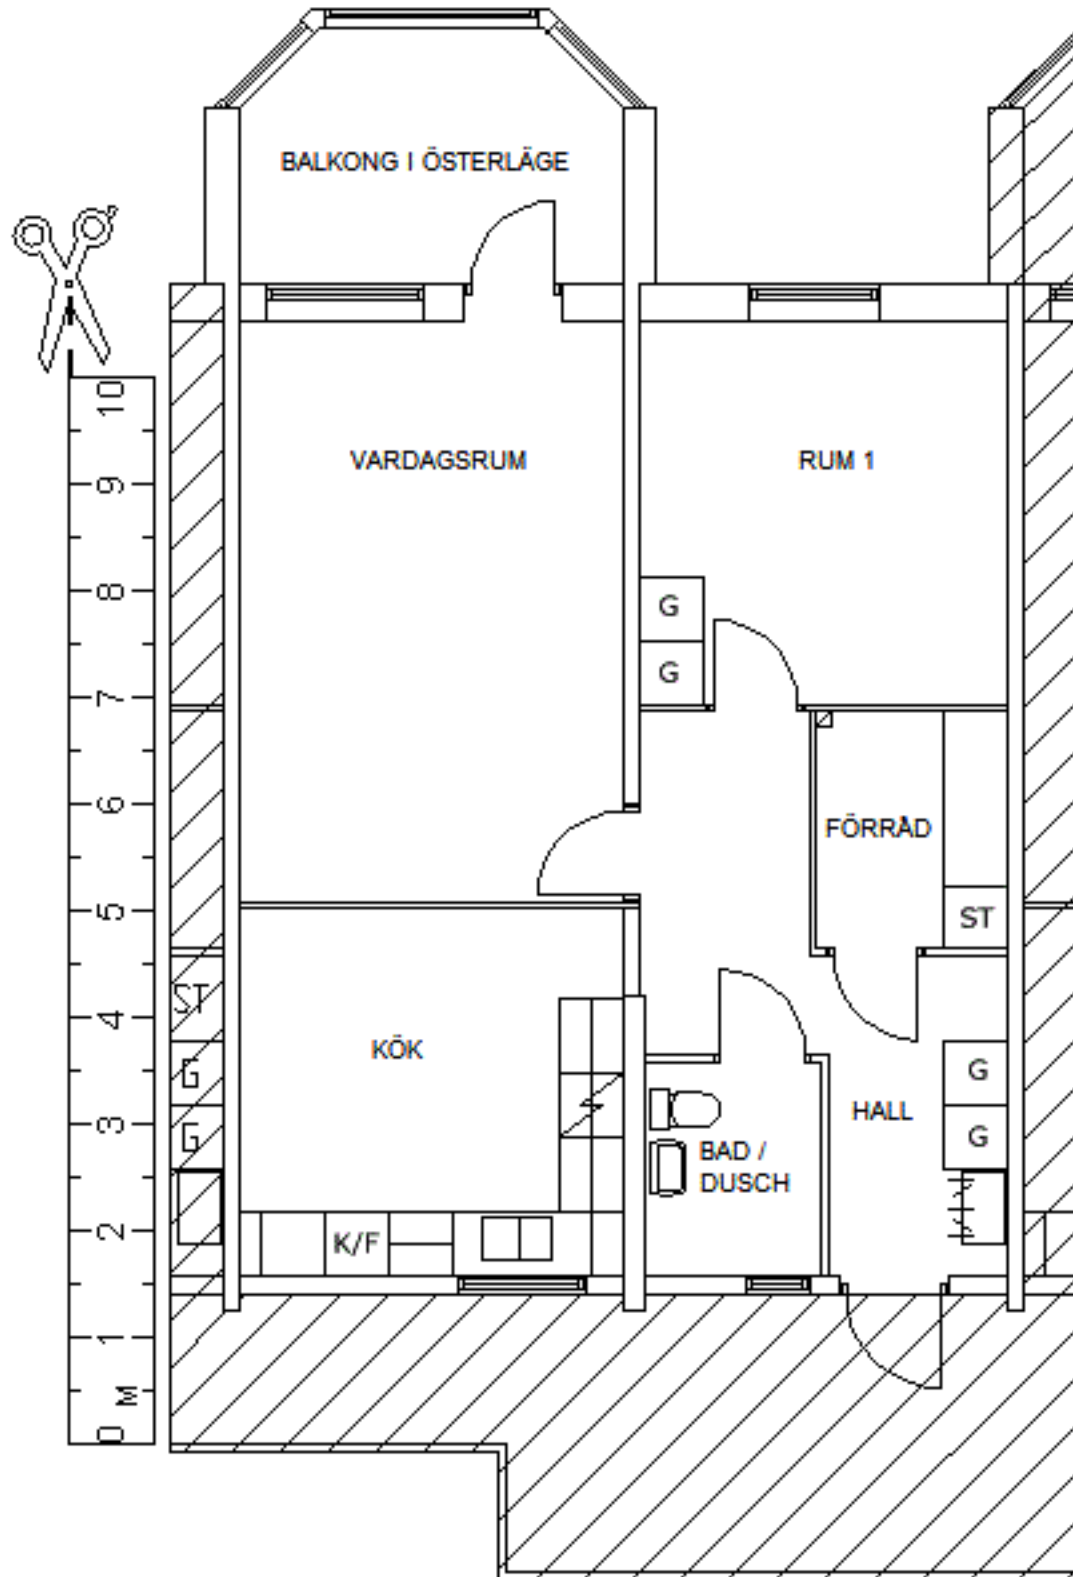 BALKONG I ÖSTERLÄGE
VARDAGSRUM
RUM 1
G
G
FÖRRÅD
ST
KÖK
HALL
G
G
BAD /
DUSCH
K/F
ST
G
G
10
9
8
7
6
5
4
3
2
1
M
0